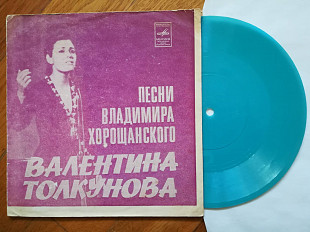 ПЕСНИ
ВЛАДИМИРА
ХОРОЩАНСКОГО
ВАЛЕНТИНА
ТОЛКУНОВА